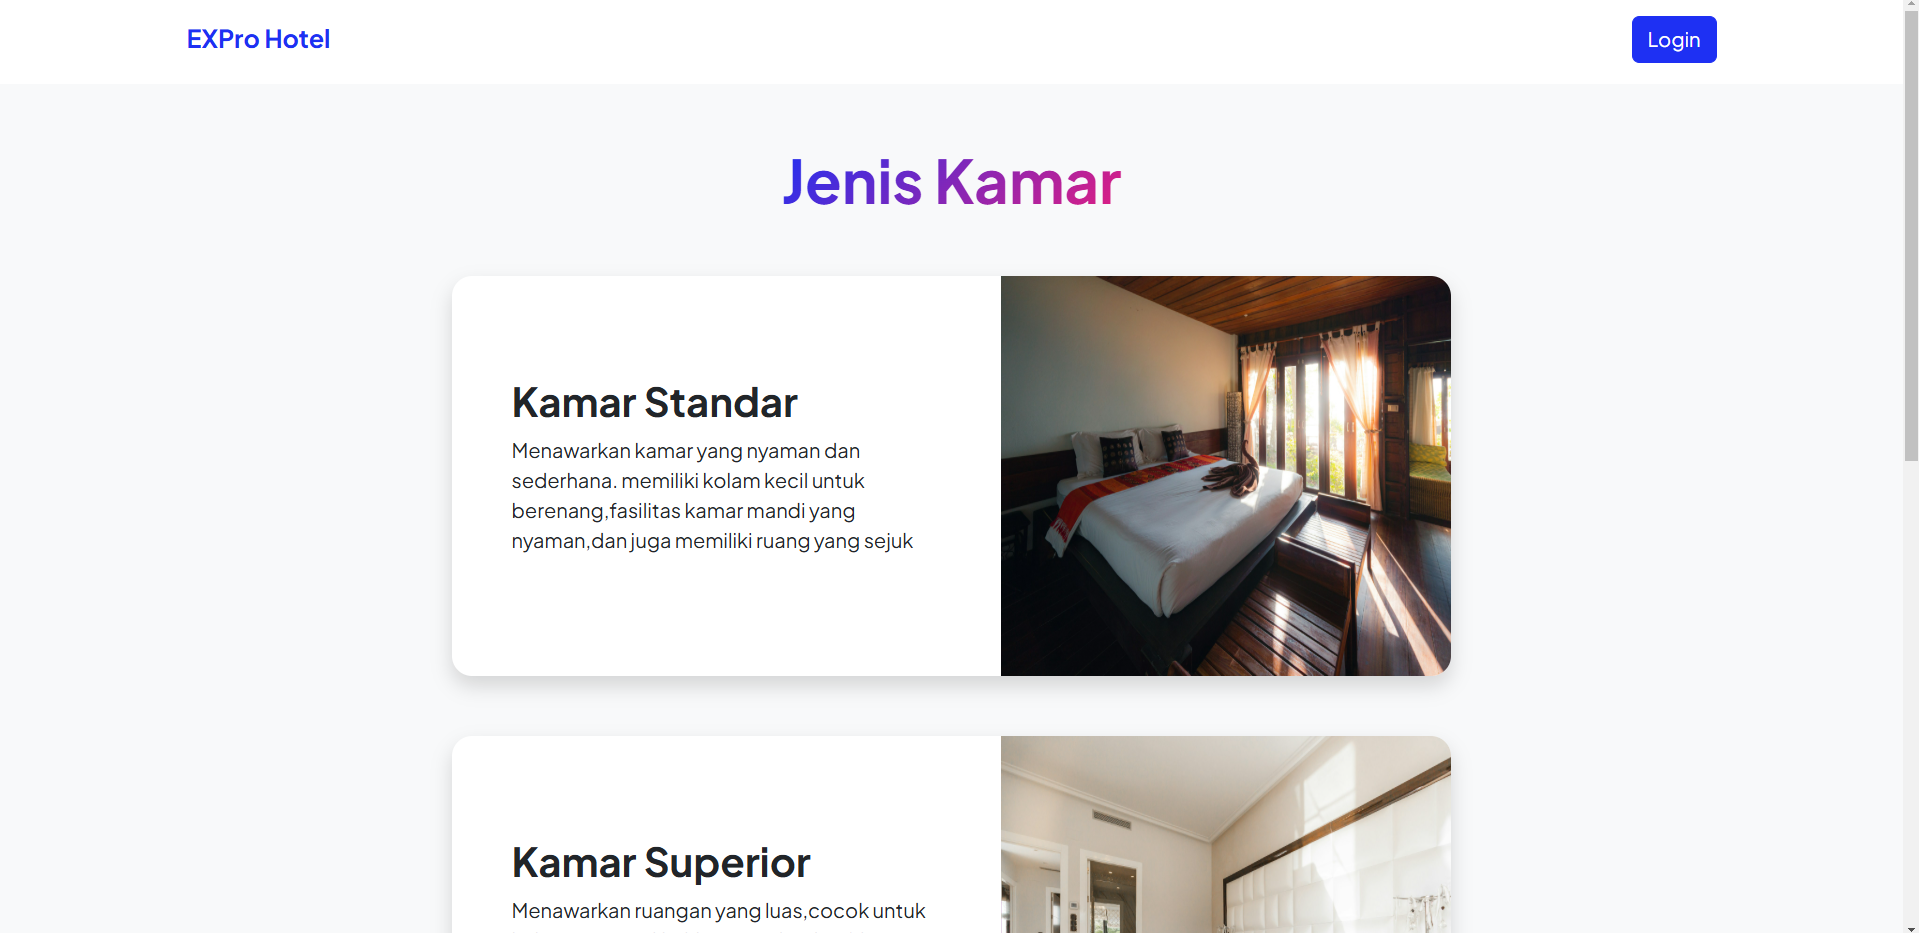 EXPro Hotel
Login
Jenis Kamar
Kamar Standar
Menawarkan kamar yang nyaman dan
sederhana. memiliki kolam kecil untuk
berenang,fasilitas kamar mandi yang
nyaman,dan juga memiliki ruang yang sejuk
Kamar Superior
Menawarkan ruangan yang luas,cocok untuk